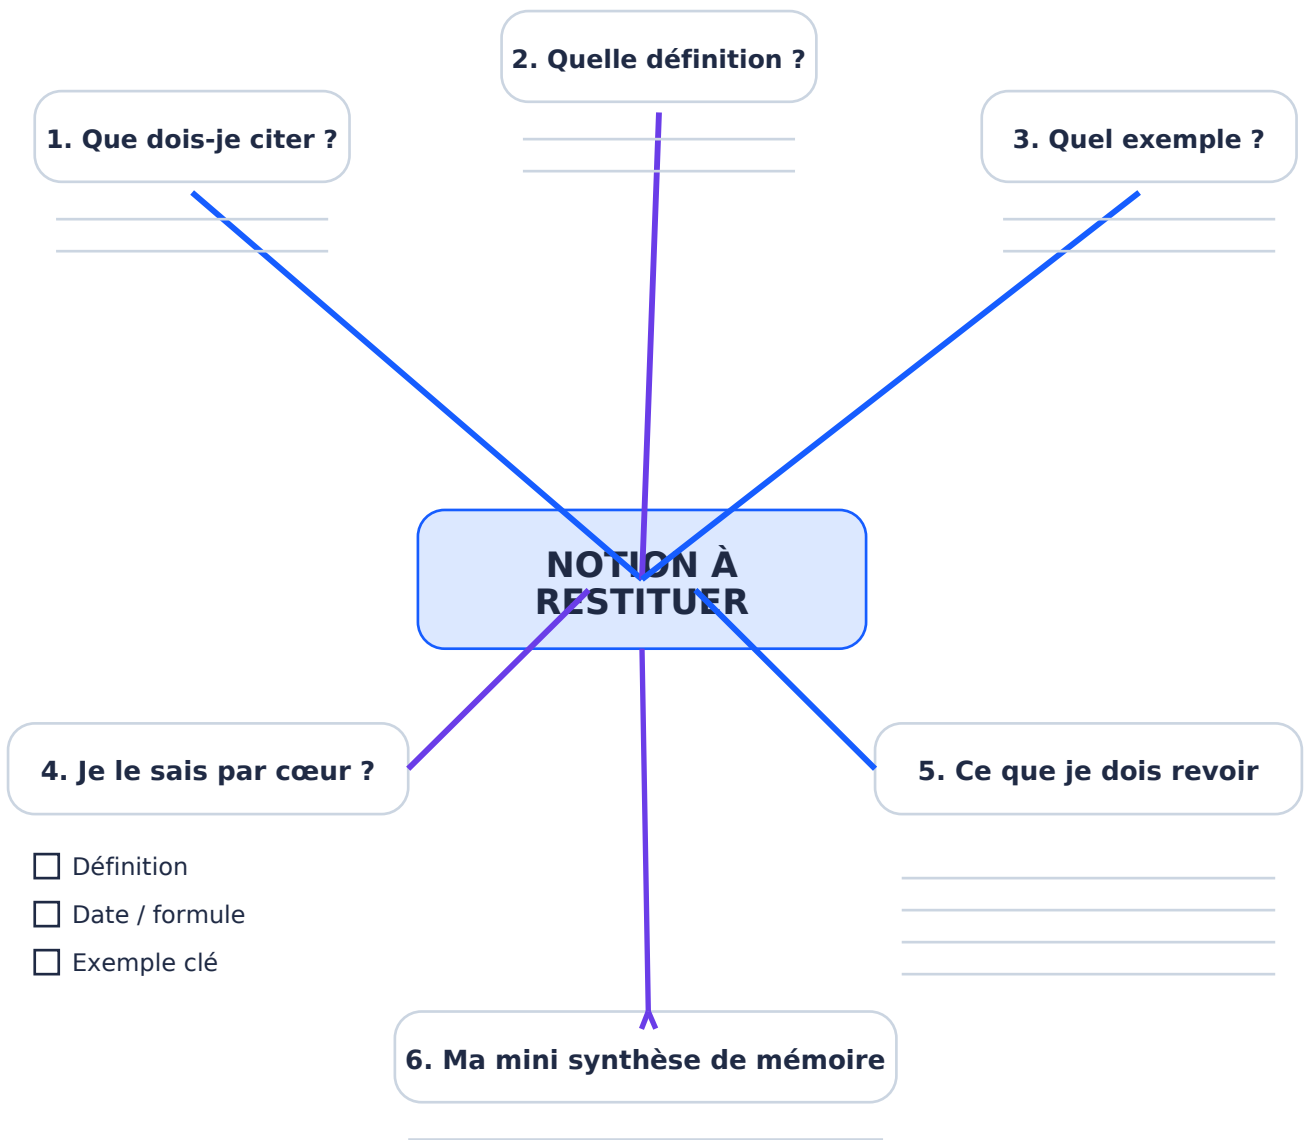 2. Quelle définition ?
1. Que dois-je citer ?
3. Quel exemple ?
NOTION À
RESTITUER
4. Je le sais par cœur ?
5. Ce que je dois revoir
Définition
Date / formule
Exemple clé
6. Ma mini synthèse de mémoire